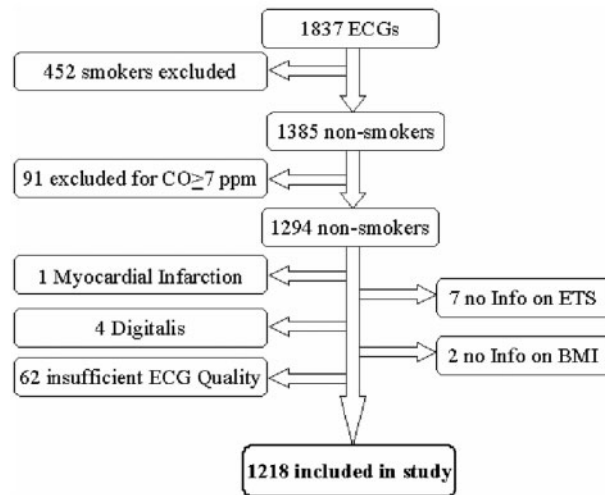 1837 ECGs
452 smokers excluded
1385 non-smokers
91 excluded for CO≥7 ppm
1294 non-smokers
1 Myocardial Infarction
7 no Info on ETS
4 Digitalis
2 no Info on BMI
62 insufficient ECG Quality
1218 included in study